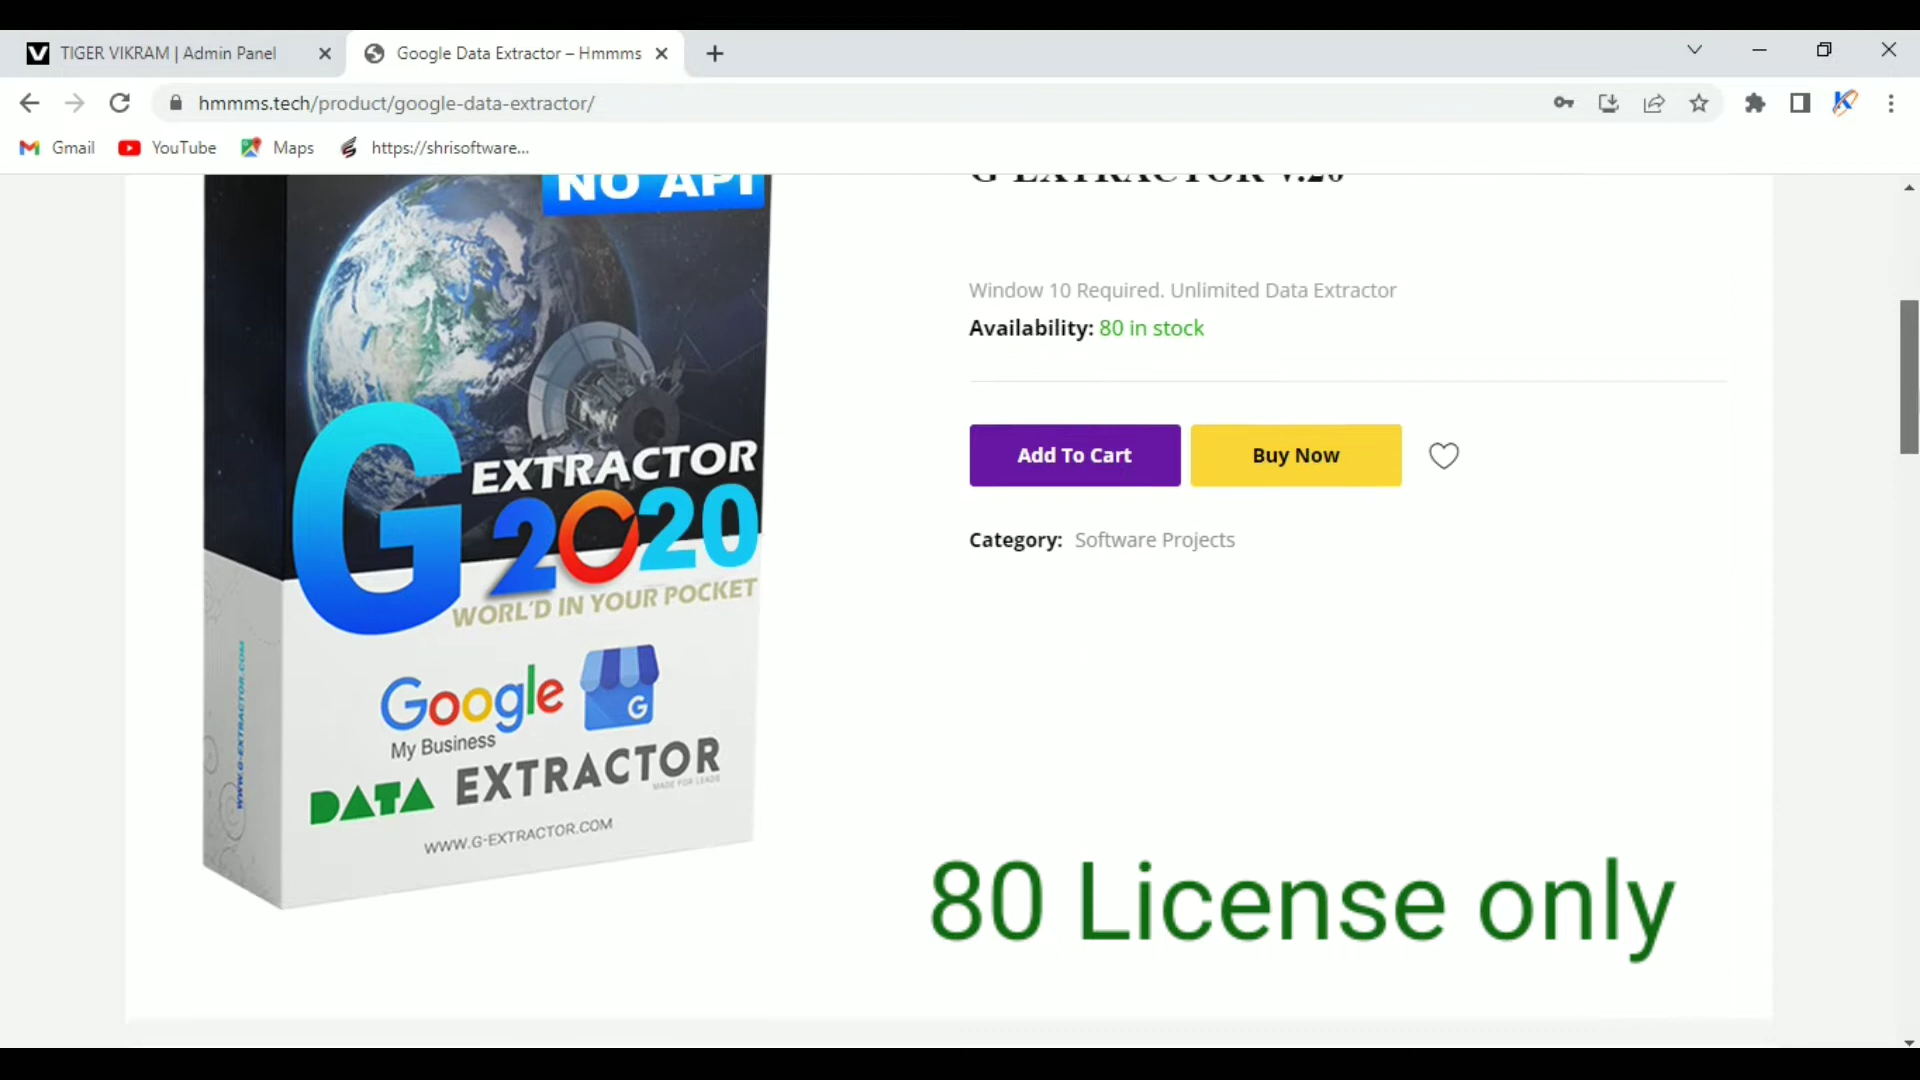 TIGER VIKRAM | Admin Panel
Google Data Extractor – Hmmms
hmmms.tech/product/google-data-extractor/
Gmail
YouTube
Maps
https://shrisoftware...
NO API
G EXTRACTOR V.20
Window 10 Required. Unlimited Data Extractor
Availability: 80 in stock
Add To Cart
Buy Now
Category: Software Projects
G EXTRACTOR
2020
WORL'D IN YOUR POCKET
Google
My Business
G
DATA EXTRACTOR
MADE FOR LEADS
WWW.G-EXTRACTOR.COM
WWW.G-EXTRACTOR.COM
80 License only